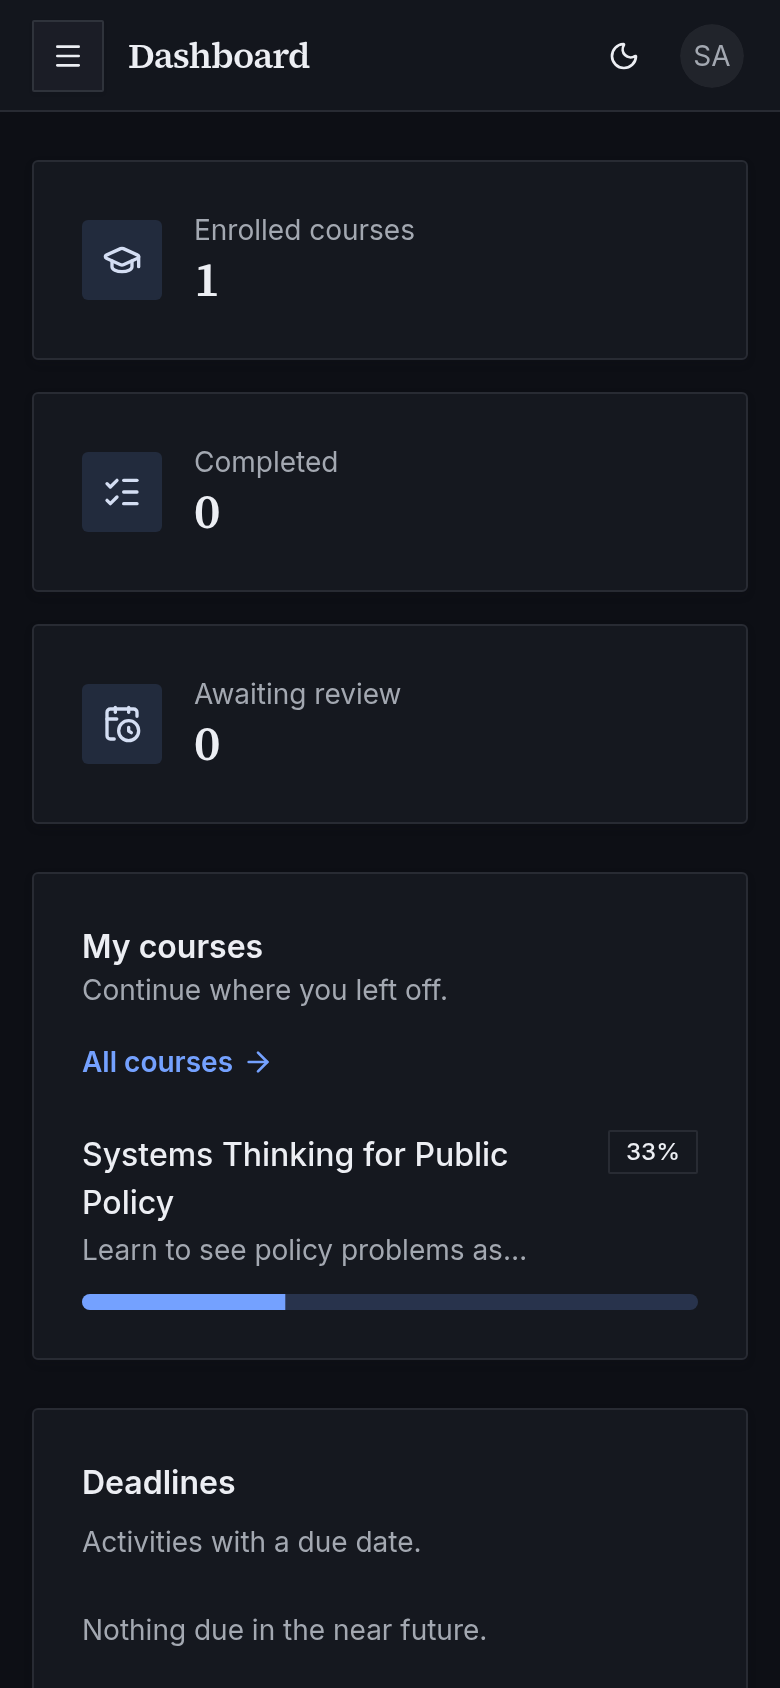 Dashboard
SA
Enrolled courses
1
Completed
0
Awaiting review
0
My courses
Continue where you left off.
All courses
Systems Thinking for Public
Policy
33%
Learn to see policy problems as...
Deadlines
Activities with a due date.
Nothing due in the near future.